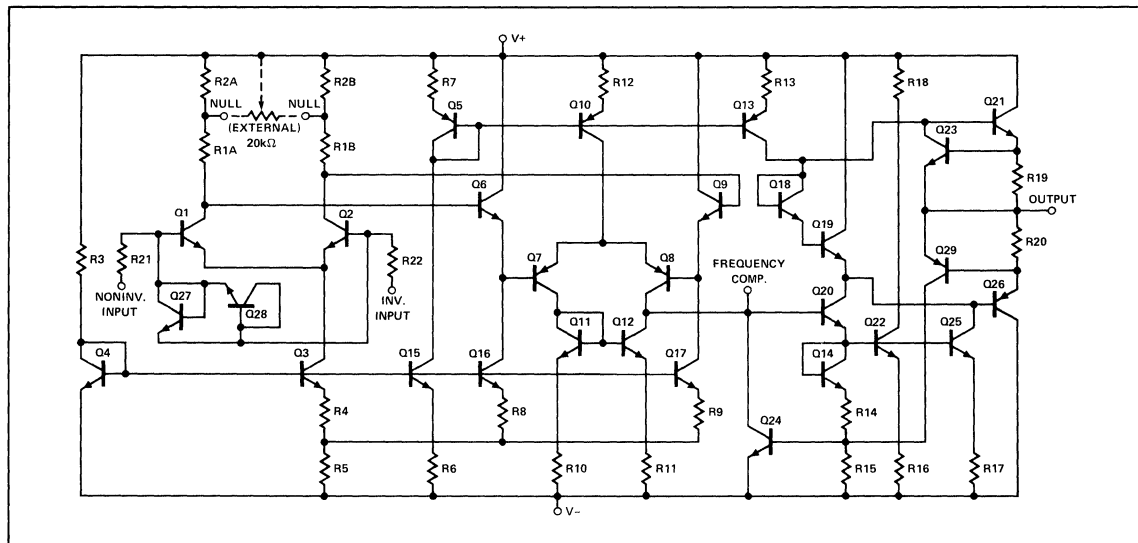 V+
R2A
R2B
R7
R12
R13
R18
NULL
NULL
(EXTERNAL)
20kΩ
Q5
Q10
Q13
Q21
Q23
R1A
R1B
R19
Q6
Q9
Q18
OUTPUT
Q1
Q2
Q19
R20
R3
R21
R22
Q7
Q8
FREQUENCY
COMP.
Q29
Q26
NONINV.
INPUT
Q27
Q28
INV.
INPUT
Q11
Q12
Q20
Q22
Q25
Q4
Q3
Q15
Q16
Q17
Q14
R4
R8
R9
Q24
R14
R5
R6
R10
R11
R15
R16
R17
V−